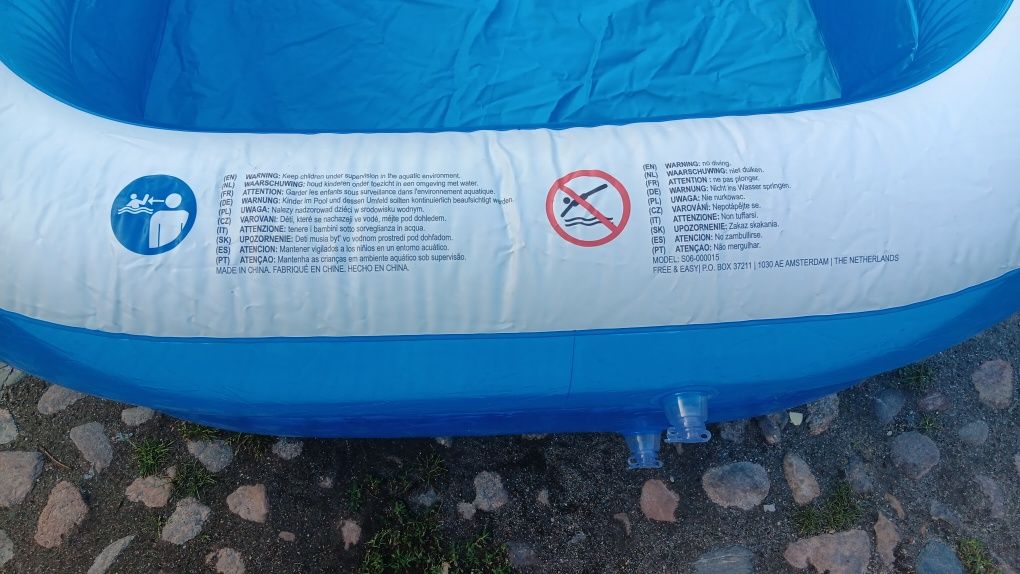 (EN) WARNING: Keep children under supervision in the aquatic environment.
(NL) WAARSCHUWING: houd kinderen onder toezicht in een omgeving met water.
(FR) ATTENTION: Garder les enfants sous surveillance dans l'environnement aquatique.
(DE) WARNUNG: Kinder im Pool und dessen Umfeld sollten kontinuierlich beaufsichtigt werden.
(PL) UWAGA: Należy nadzorować dzieci w środowisku wodnym.
(CZ) VAROVÁNÍ: Děti, které se nacházejí ve vodě, mějte pod dohledem.
(IT) ATTENZIONE: tenere i bambini sotto sorveglianza in acqua.
(SK) UPOZORNENIE: Deti musia byt' vo vodnom prostredí pod dohľadom.
(ES) ATENCION: Mantener vigilados a los niños en un entorno acuático.
(PT) ATENÇAO: Mantenha as crianças em ambiente aquático sob supervisão.
MADE IN CHINA. FABRIQUÉ EN CHINE. HECHO EN CHINA.
(EN) WARNING: no diving.
(NL) WAARSCHUWING: niet duiken.
(FR) ATTENTION : ne pas plonger.
(DE) WARNUNG: Nicht ins Wasser springen.
(PL) UWAGA: Nie nurkować.
(CZ) VAROVÁNÍ: Nepotápějte se.
(IT) ATTENZIONE: Non tuffarsi.
(SK) UPOZORNENIE: Zakaz skakania.
(ES) ATENCION: No zambullirse.
(PT) ATENÇAO: Não mergulhar.
MODEL: S06-000015
FREE & EASY| P.O. BOX 37211 | 1030 AE AMSTERDAM | THE NETHERLANDS